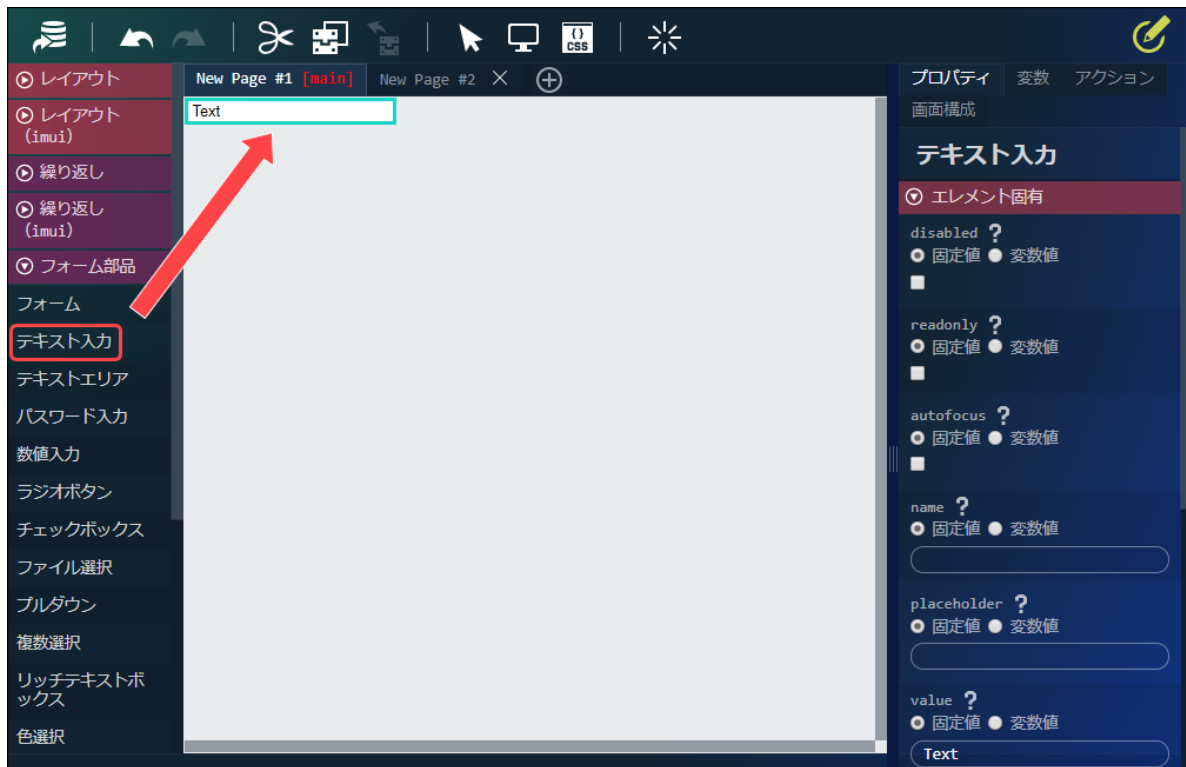 {}
CSS
レイアウト
レイアウト
(imui)
繰り返し
繰り返し
(imui)
フォーム部品
フォーム
テキスト入力
テキストエリア
パスワード入力
数値入力
ラジオボタン
チェックボックス
ファイル選択
プルダウン
複数選択
リッチテキストボ
ックス
色選択
New Page #1 [main] New Page #2
Text
プロパティ 変数 アクション
画面構成
テキスト入力
エレメント固有
disabled ?
固定値 変数値
readonly ?
固定値 変数値
autofocus ?
固定値 変数値
name ?
固定値 変数値
placeholder ?
固定値 変数値
value ?
固定値 変数値
Text